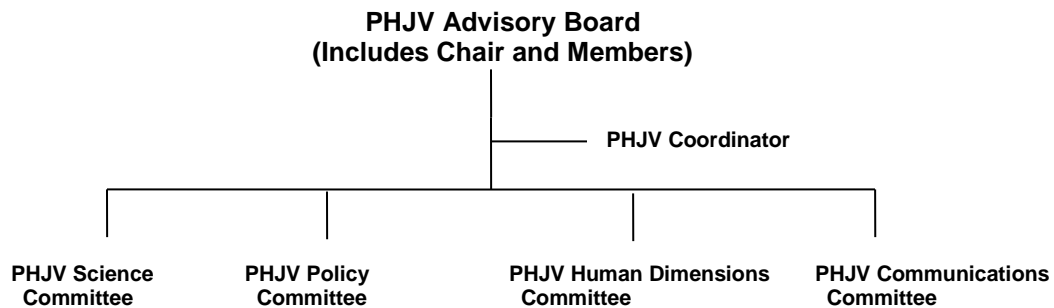 PHJV Advisory Board
(Includes Chair and Members)
PHJV Coordinator
PHJV Science
Committee
PHJV Policy
Committee
PHJV Human Dimensions
Committee
PHJV Communications
Committee